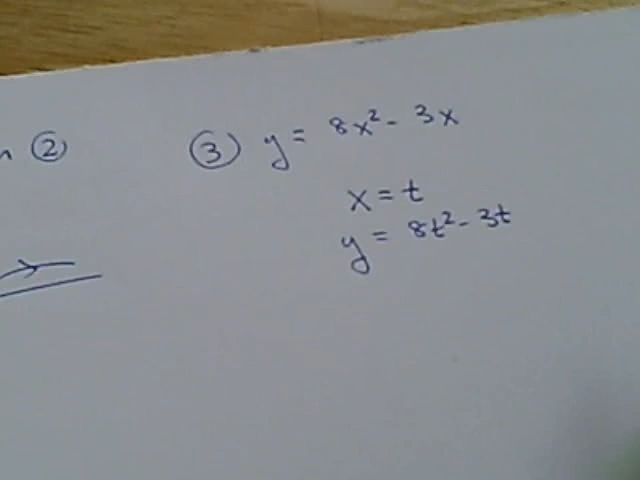 ②
③ y = 8x² - 3x
x = t
y = 8t² - 3t